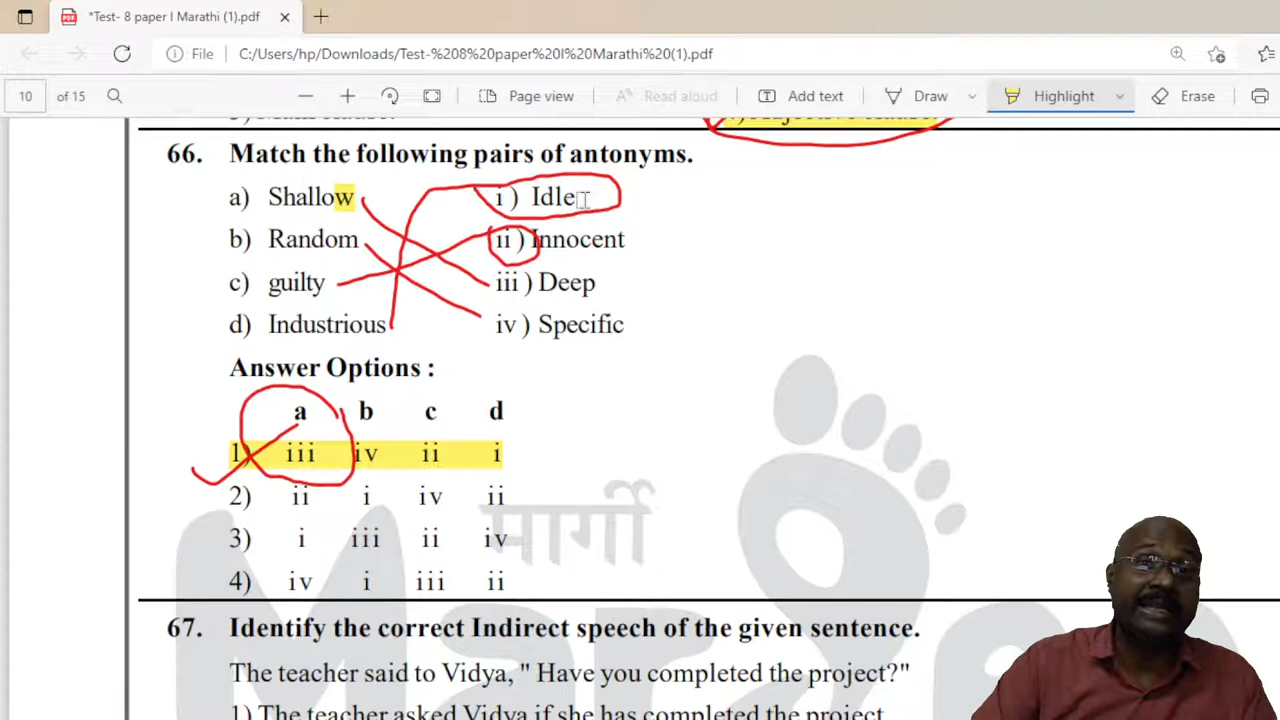 *Test- 8 paper I Marathi (1).pdf
File C:/Users/hp/Downloads/Test-%208%20paper%20I%20Marathi%20(1).pdf
10 of 15 Page view Read aloud Add text Draw Highlight Erase
66. Match the following pairs of antonyms.
a) Shallow i ) Idle
b) Random ii ) Innocent
c) guilty iii ) Deep
d) Industrious iv ) Specific
Answer Options :
a b c d
1) iii iv ii i
2) ii i iv ii
3) i iii ii iv
4) iv i iii ii
मार्गी
67. Identify the correct Indirect speech of the given sentence.
The teacher said to Vidya, " Have you completed the project?"
1) The teacher asked Vidya if she has completed the project